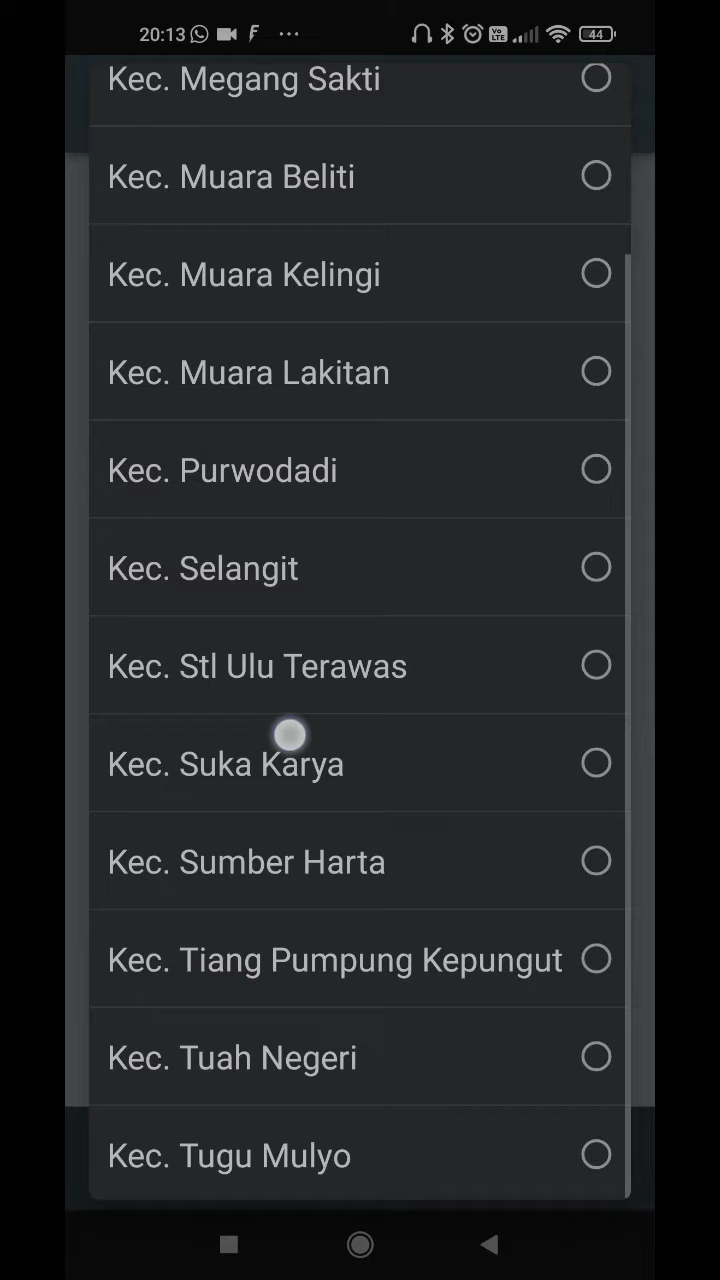 20:13 ... Vo LTE 44
Kec. Megang Sakti
Kec. Muara Beliti
Kec. Muara Kelingi
Kec. Muara Lakitan
Kec. Purwodadi
Kec. Selangit
Kec. Stl Ulu Terawas
Kec. Suka Karya
Kec. Sumber Harta
Kec. Tiang Pumpung Kepungut
Kec. Tuah Negeri
Kec. Tugu Mulyo